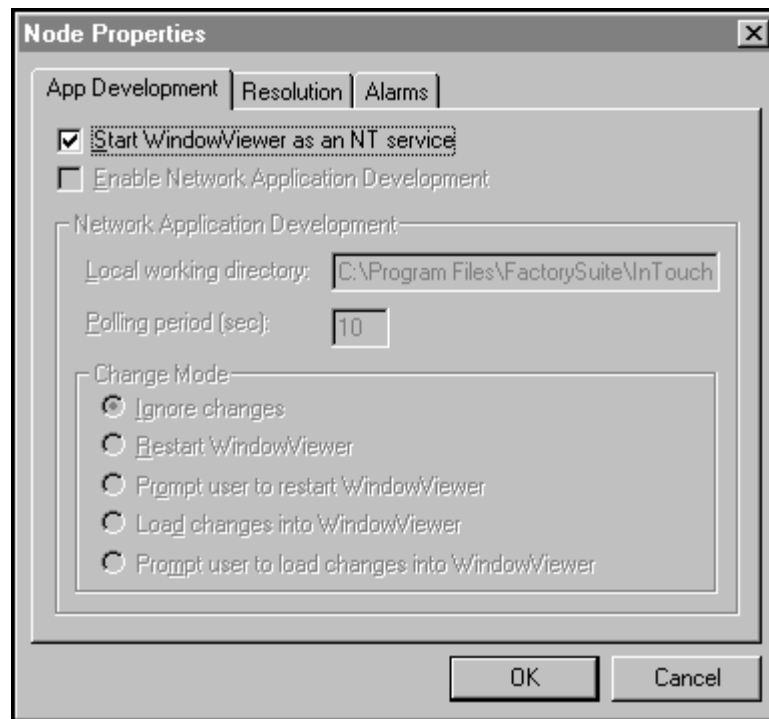 Node Properties
App Development Resolution Alarms
Start WindowViewer as an NT service
Enable Network Application Development
Network Application Development
Local working directory: C:\Program Files\FactorySuite\InTouch
Polling period (sec): 10
Change Mode
Ignore changes
Restart WindowViewer
Prompt user to restart WindowViewer
Load changes into WindowViewer
Prompt user to load changes into WindowViewer
OK Cancel